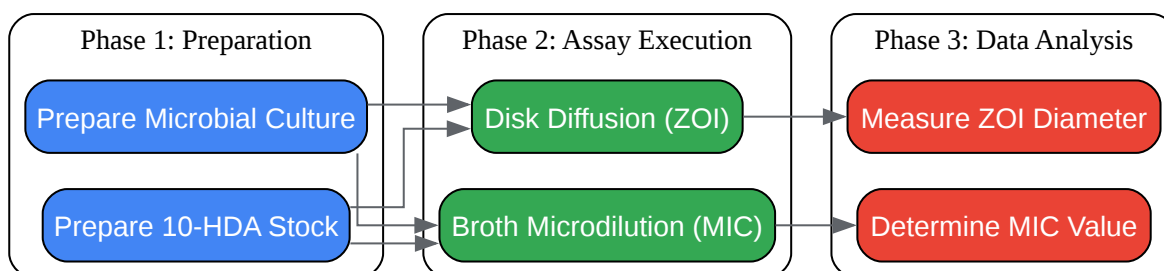 Phase 1: Preparation
Prepare Microbial Culture
Prepare 10-HDA Stock
Phase 2: Assay Execution
Disk Diffusion (ZOI)
Broth Microdilution (MIC)
Phase 3: Data Analysis
Measure ZOI Diameter
Determine MIC Value